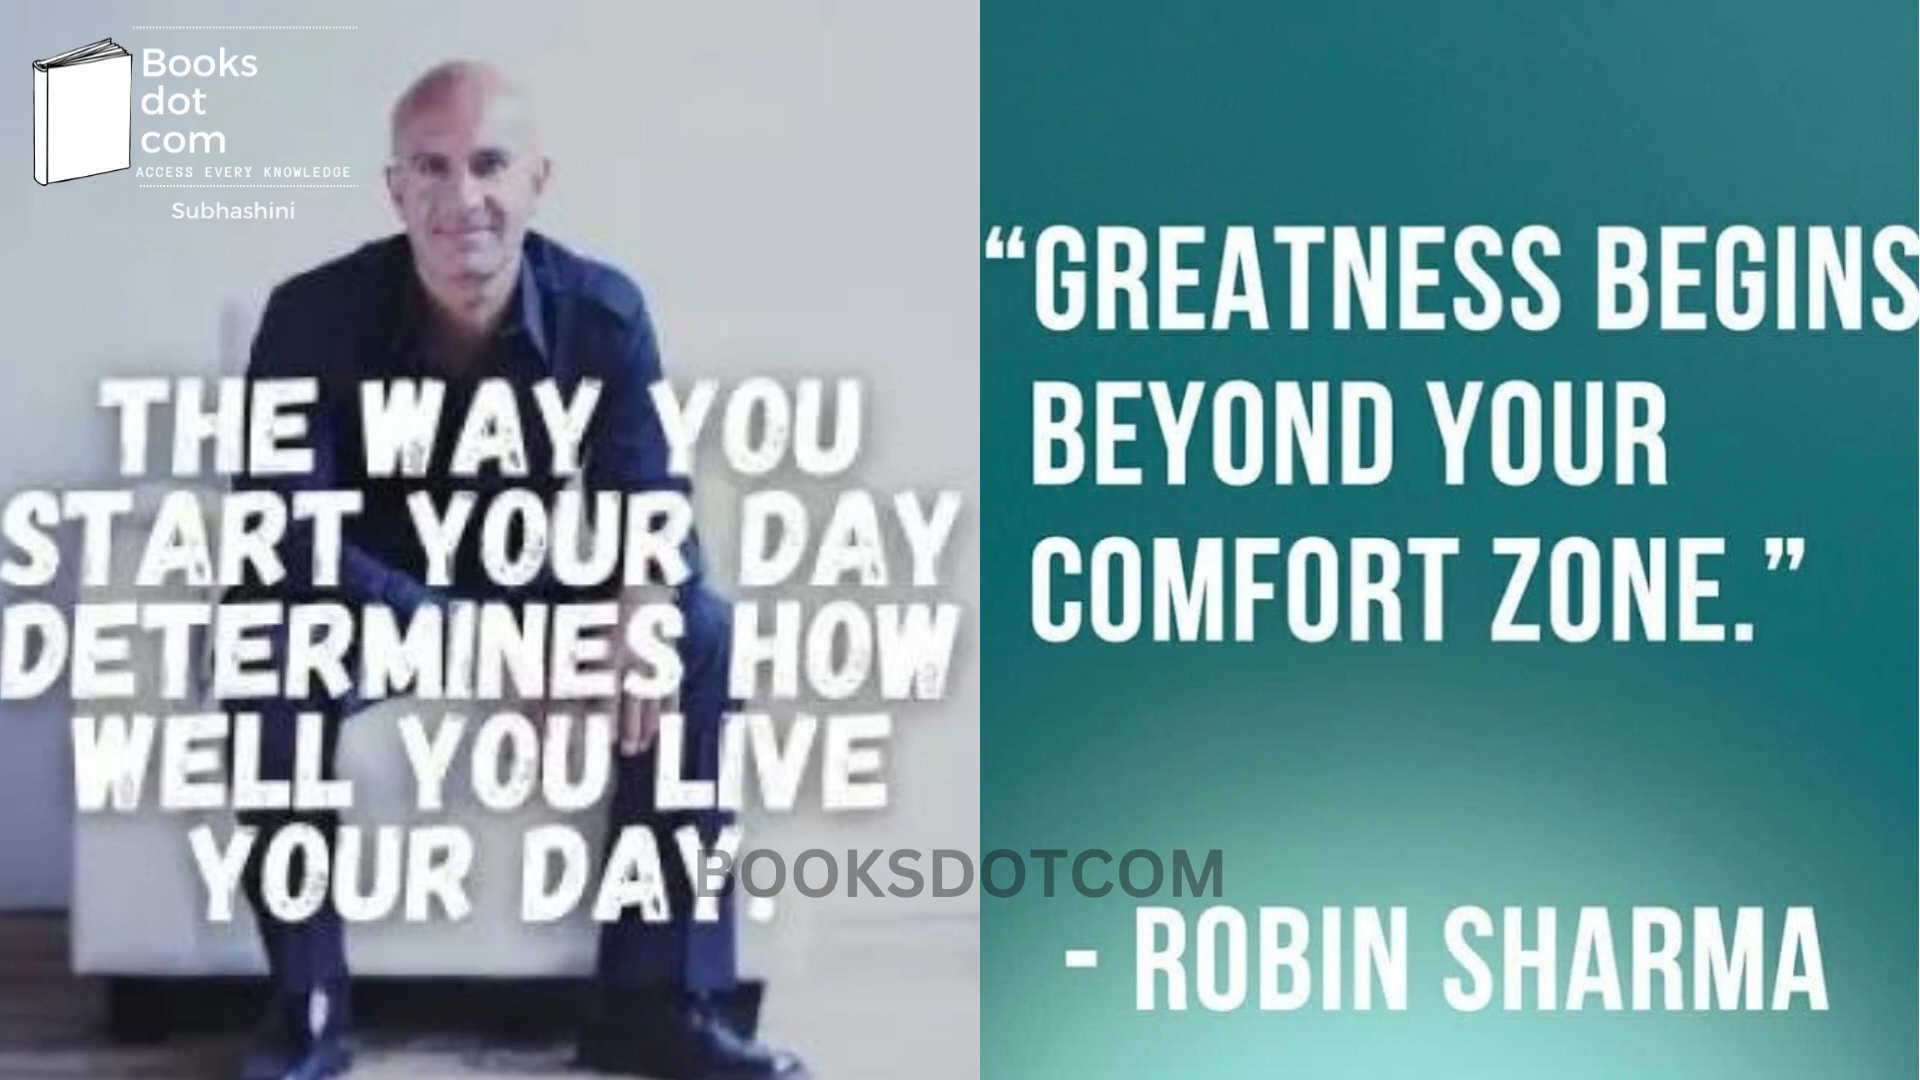 Books
dot
com
ACCESS EVERY KNOWLEDGE
Subhashini
THE WAY YOU
START YOUR DAY
DETERMINES HOW
WELL YOU LIVE
YOUR DAY.
“GREATNESS BEGINS
BEYOND YOUR
COMFORT ZONE.”
- ROBIN SHARMA
BOOKSDOTCOM